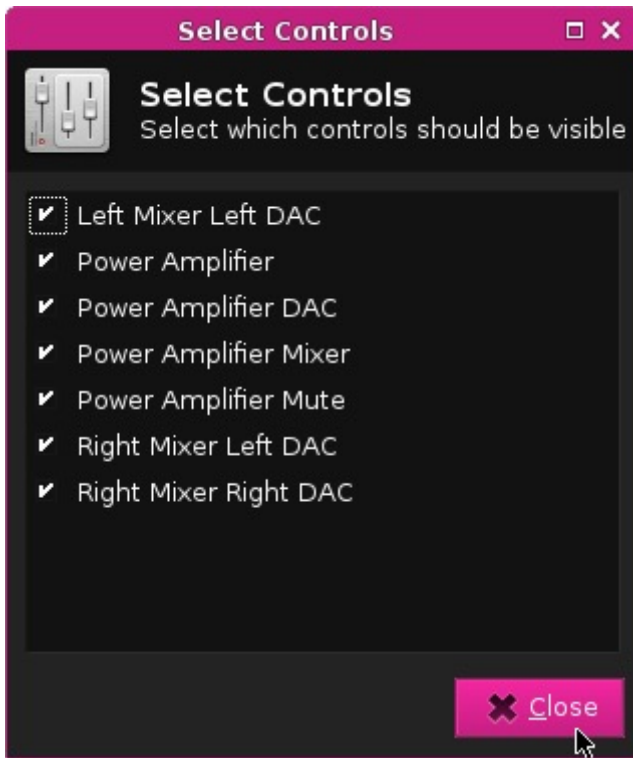 Select Controls
Select Controls
Select which controls should be visible
Left Mixer Left DAC
Power Amplifier
Power Amplifier DAC
Power Amplifier Mixer
Power Amplifier Mute
Right Mixer Left DAC
Right Mixer Right DAC
Close